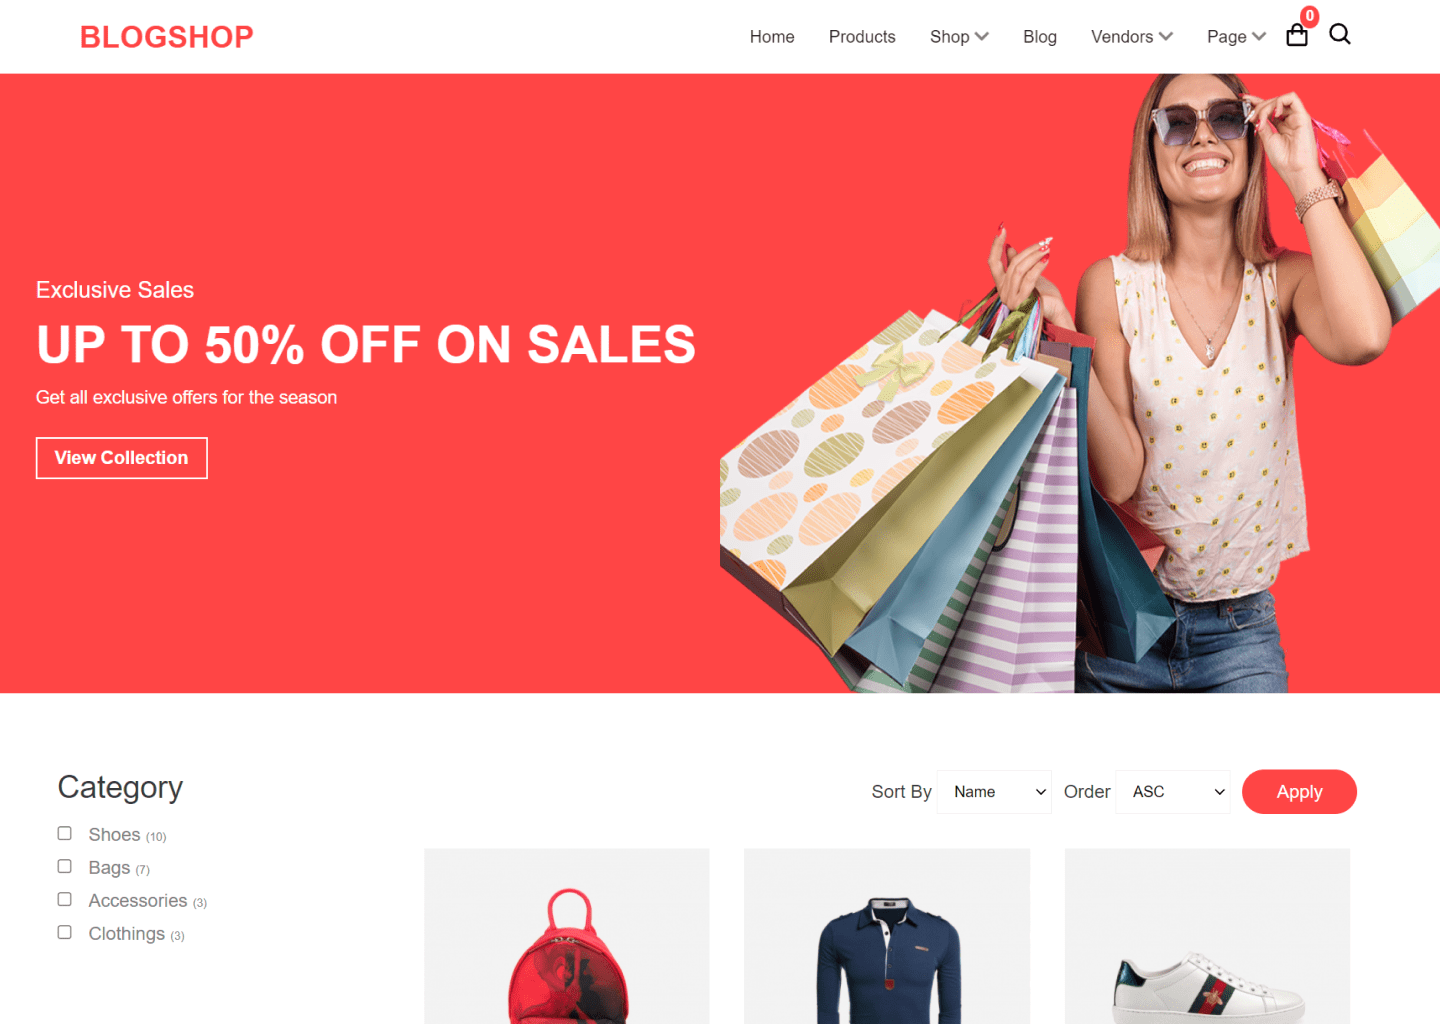 BLOGSHOP
Home Products Shop Blog Vendors Page 0
Exclusive Sales
UP TO 50% OFF ON SALES
Get all exclusive offers for the season
View Collection
Category
Sort By Name Order ASC Apply
Shoes (10)
Bags (7)
Accessories (3)
Clothings (3)